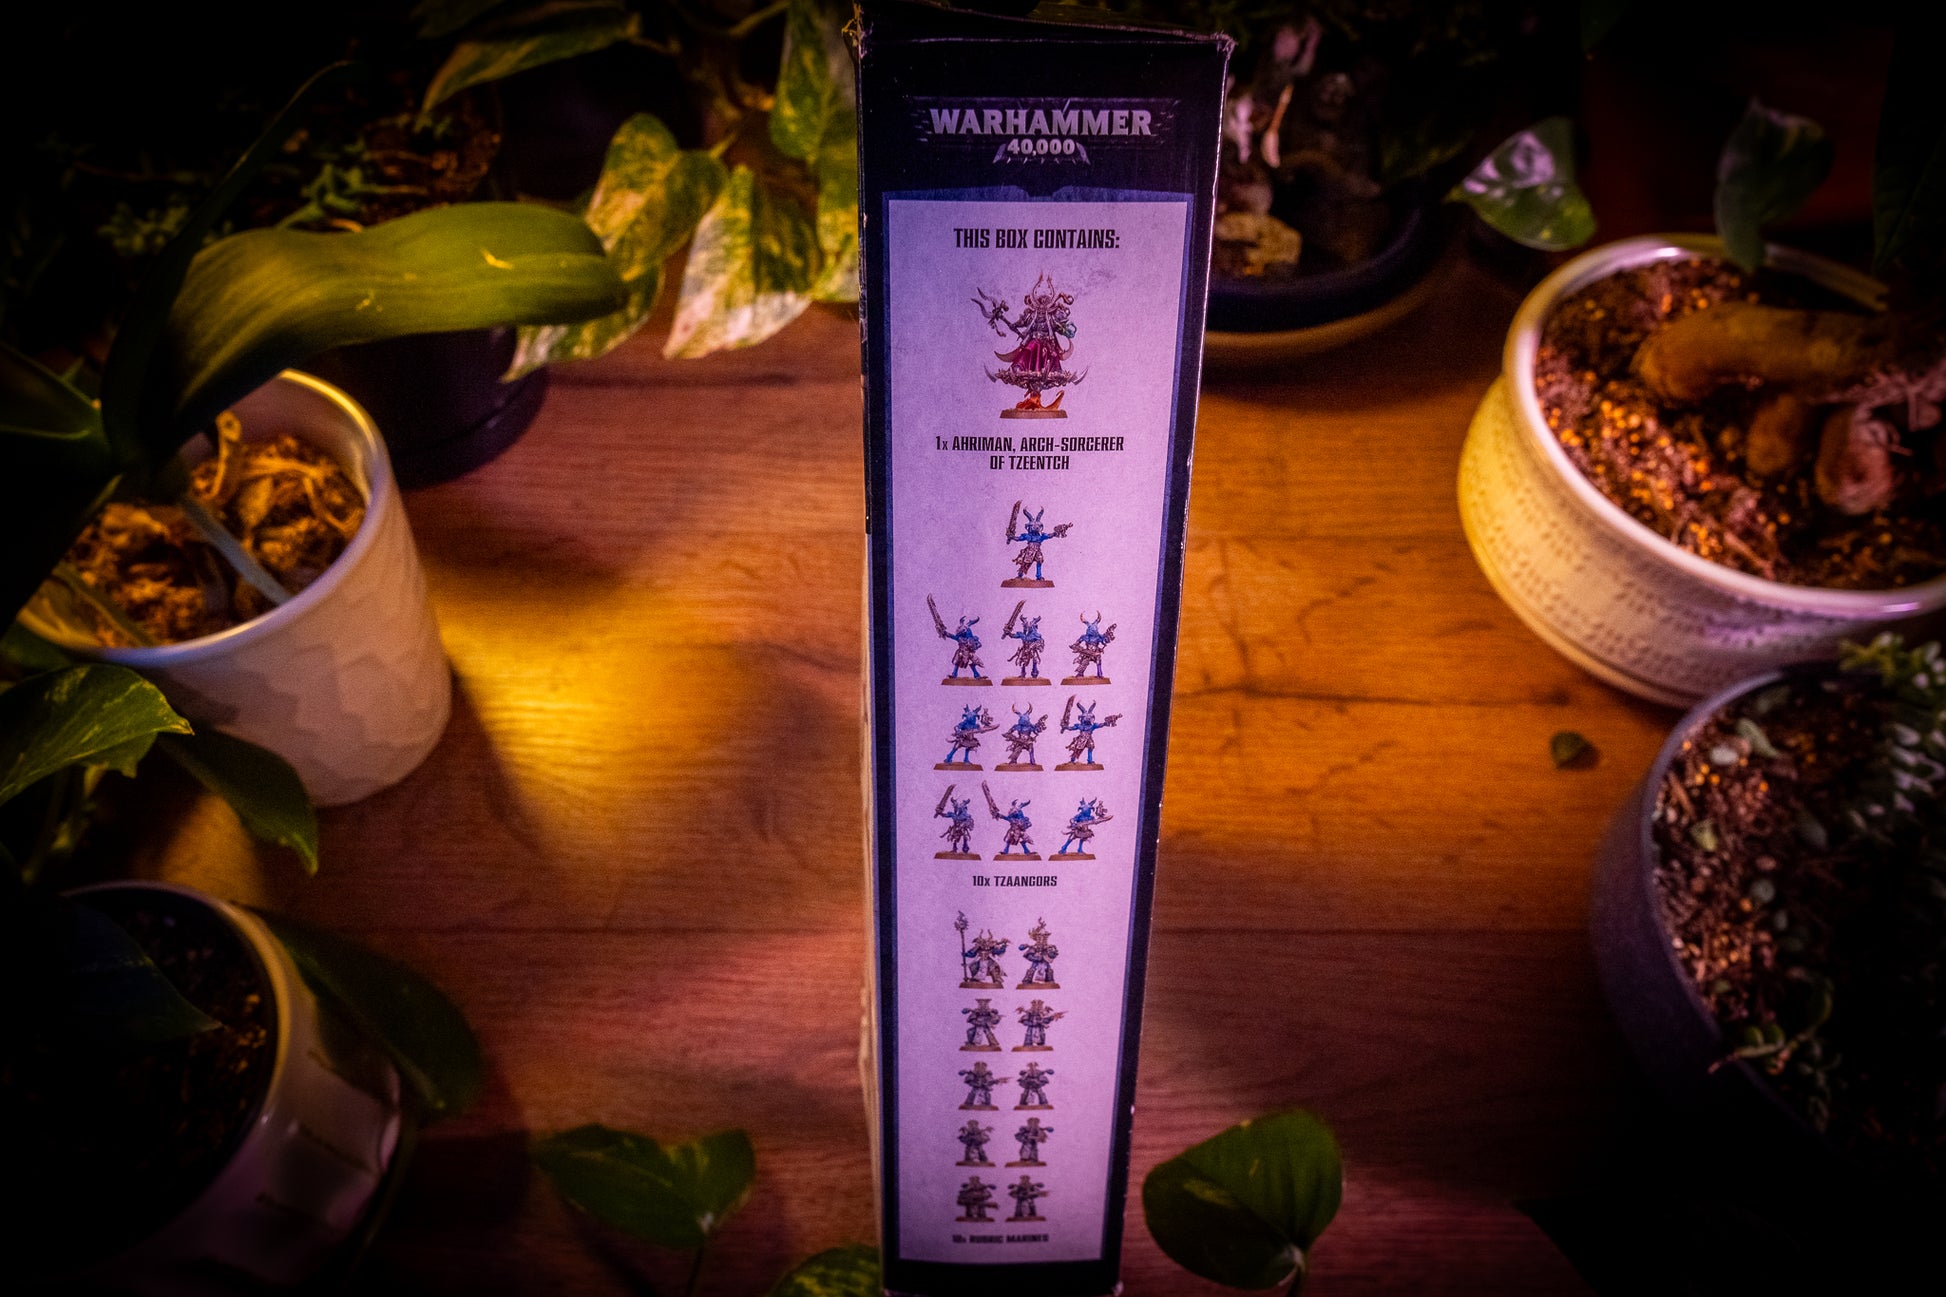 WARHAMMER
40,000
THIS BOX CONTAINS:
1x AHRIMAN, ARCH-SORCERER
OF TZEENTCH
10x TZAANGORS
10x RUBRIC MARINES